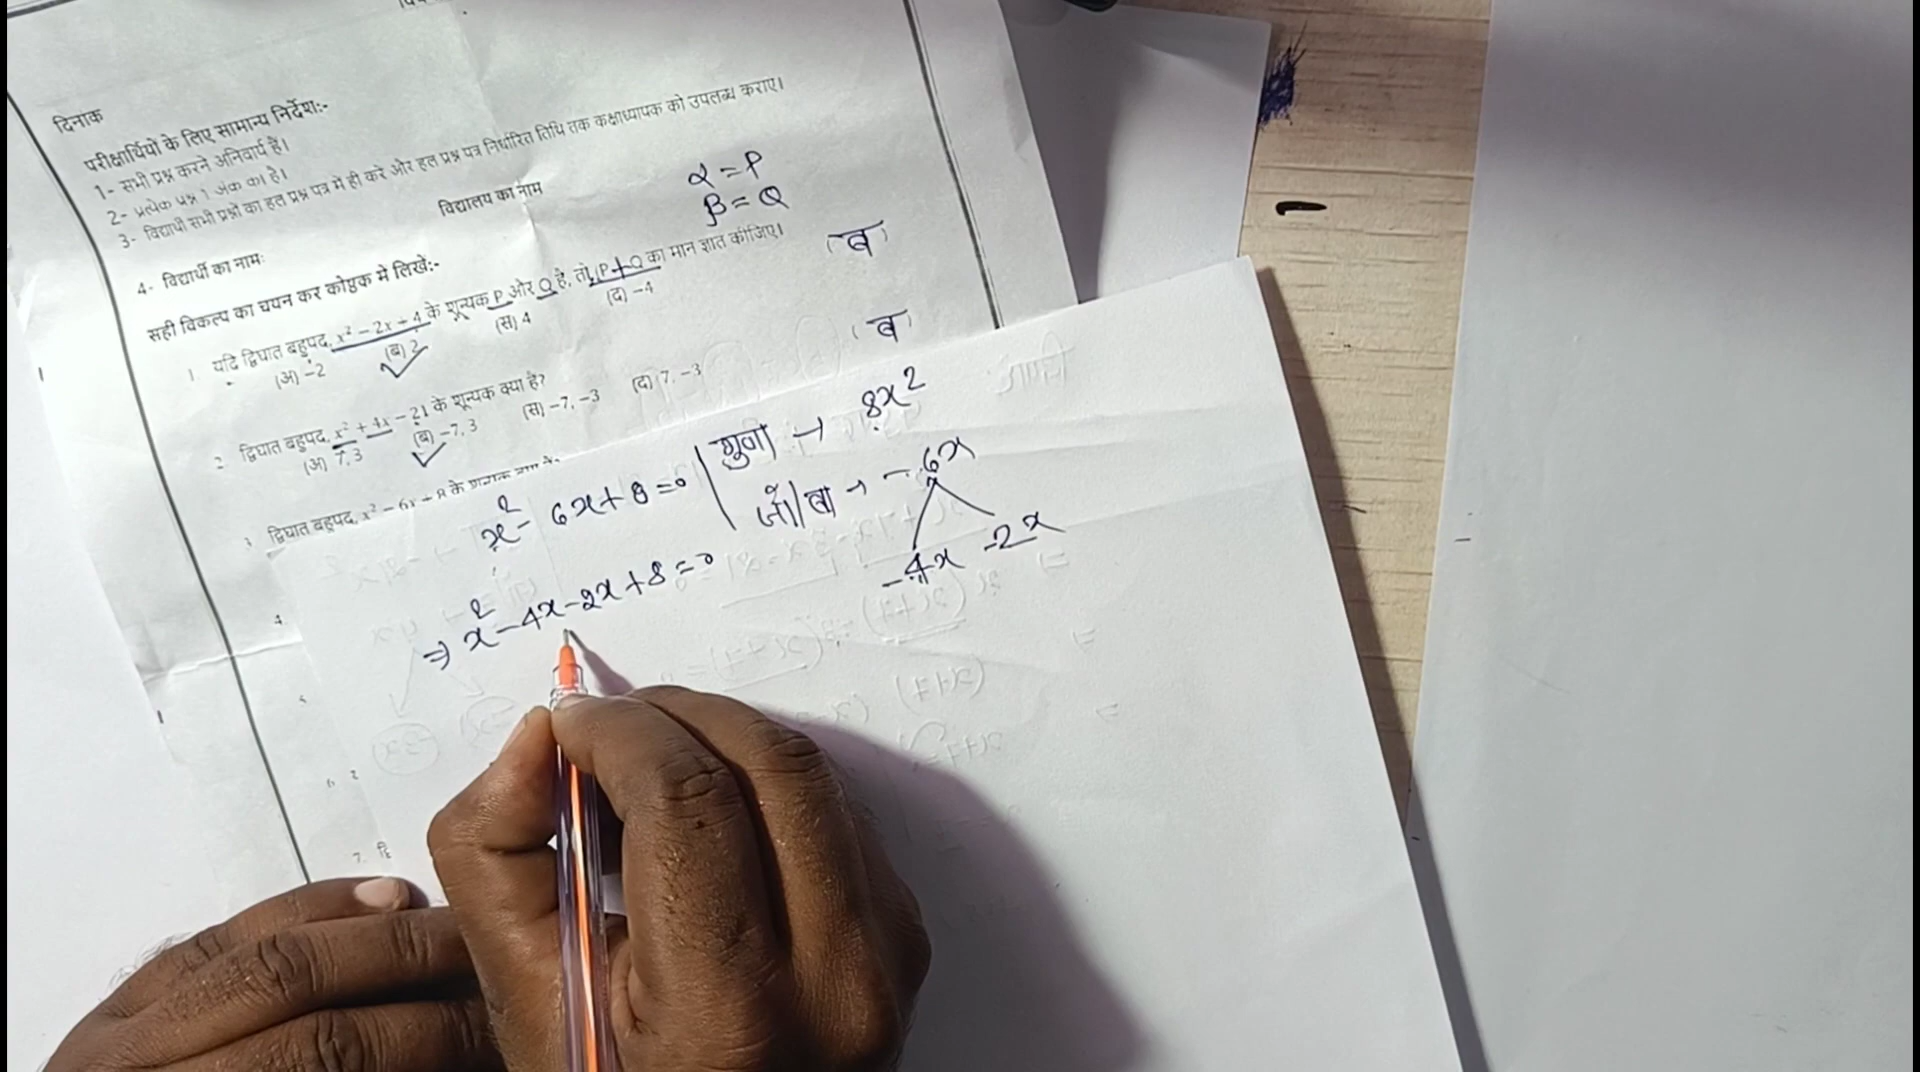 दिनाक
परीक्षार्थियों के लिए सामान्य निर्देश:-
1- सभी प्रश्न करने अनिवार्य हैं।
2- प्रत्येक प्रश्न 1 अंक का है।
3- विद्यार्थी सभी प्रश्नों का हल प्रश्न पत्र में ही करे और हल प्रश्न पत्र निर्धारित तिथि तक कक्षाध्यापक को उपलब्ध कराए।
विद्यालय का नाम
4- विद्यार्थी का नामः
α = P
β = Q
सही विकल्प का चयन कर कोष्ठक मे लिखें:-
1. यदि द्विघात बहुपद, x² − 2x + 4 के शून्यक P और Q है, तो, P + Q का मान ज्ञात कीजिए। (ब)
(अ) −2 (ब) 2 (स) 4 (द) −4
2. द्विघात बहुपद, x² + 4x − 21 के शून्यक क्या है? (ब)
(अ) 7, 3 (ब) −7, 3 (स) −7, −3 (द) 7, −3
3. द्विघात बहुपद, x² − 6x + 8 के
x² - 6x + 8 = 0
गुणा → 8x²
→ - 6x
-4x -2x
⇒ x² - 4x - 2x + 8 = 0
4.
5
6.
7.